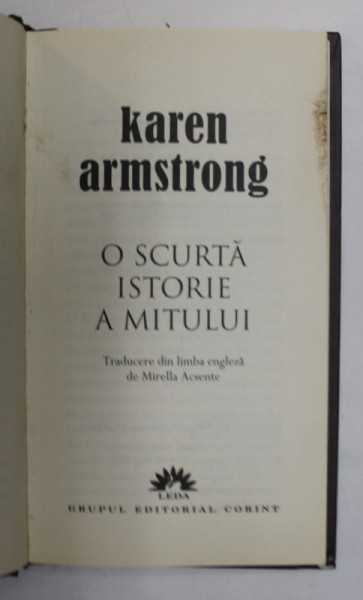 karen
armstrong
O SCURTĂ
ISTORIE
A MITULUI
Traducere din limba engleză
de Mirella Acsente
LEDA
GRUPUL EDITORIAL CORINT